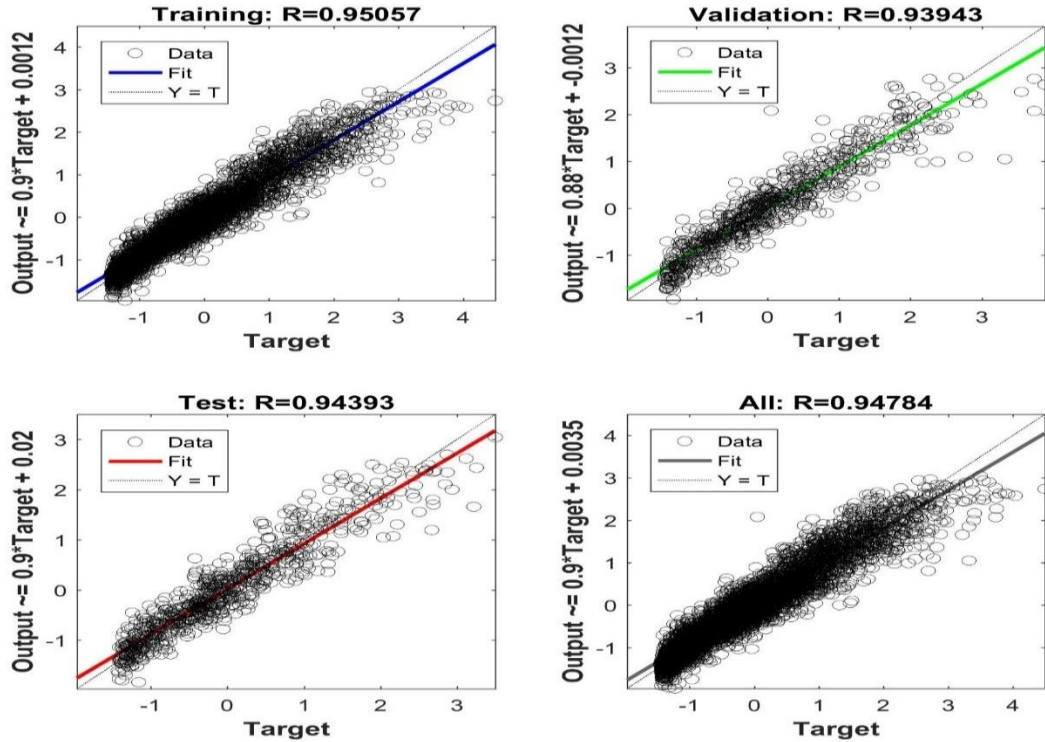 Training: R=0.95057
Output ~= 0.9*Target + 0.0012
4
3
2
1
0
-1
Data
Fit
Y = T
-1 0 1 2 3 4
Target
Validation: R=0.93943
Output ~= 0.88*Target + -0.0012
3
2
1
0
-1
Data
Fit
Y = T
-1 0 1 2 3
Target
Test: R=0.94393
Output ~= 0.9*Target + 0.02
3
2
1
0
-1
Data
Fit
Y = T
-1 0 1 2 3
Target
All: R=0.94784
Output ~= 0.9*Target + 0.0035
4
3
2
1
0
-1
Data
Fit
Y = T
-1 0 1 2 3 4
Target